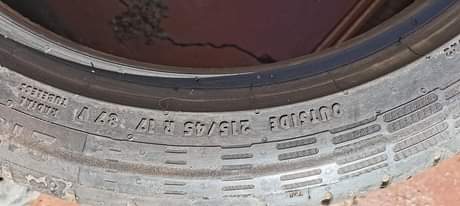 OUTSIDE 215/45 R 17 87 V
RADIAL
TUBELESS